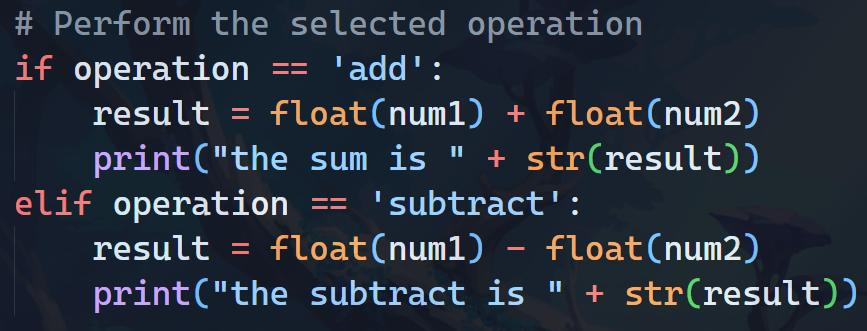 # Perform the selected operation
if operation == 'add':
    result = float(num1) + float(num2)
    print("the sum is " + str(result))
elif operation == 'subtract':
    result = float(num1) - float(num2)
    print("the subtract is " + str(result))